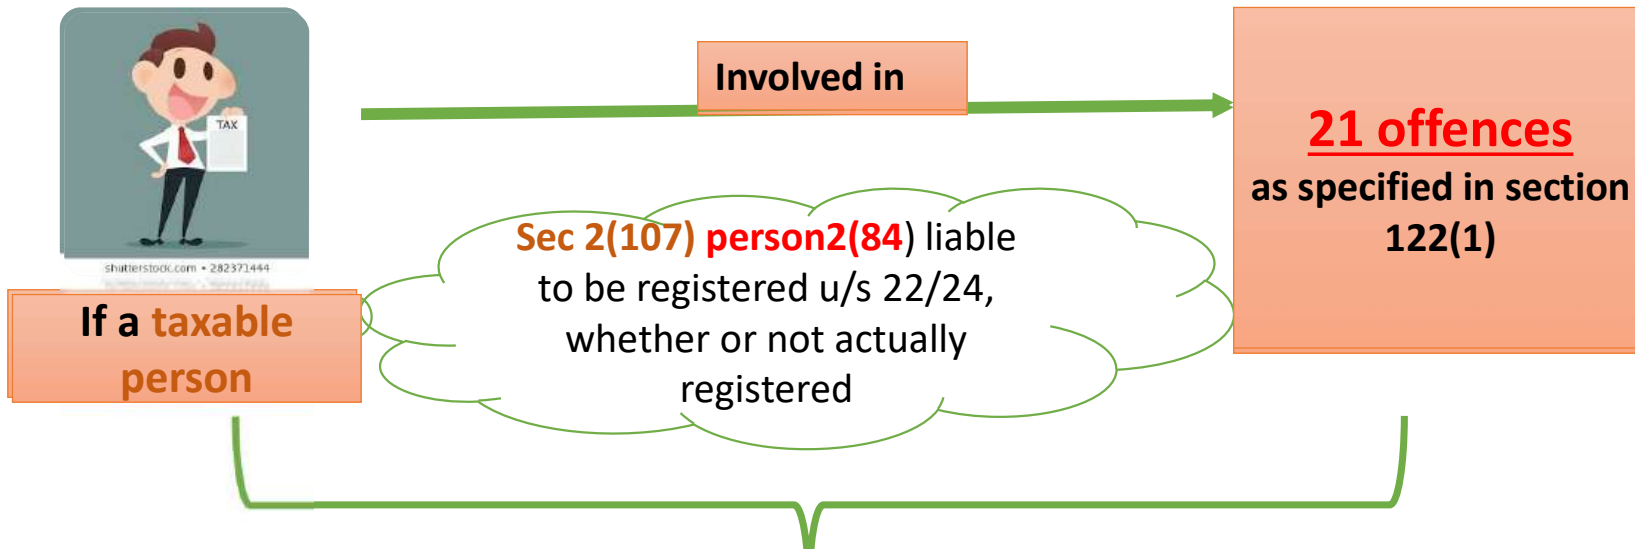 TAX
shutterstock.com • 282371444
If a taxable
person
Involved in
Sec 2(107) person2(84) liable
to be registered u/s 22/24,
whether or not actually
registered
21 offences
as specified in section
122(1)